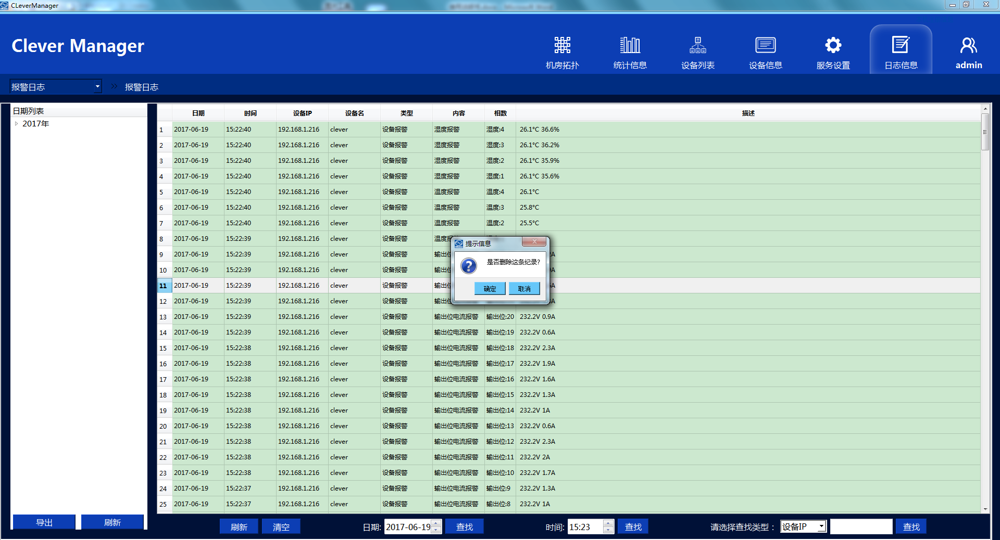 CLeverManager
Clever Manager
机房拓扑
统计信息
设备列表
设备信息
服务设置
日志信息
admin
报警日志 » 报警日志
日期列表
2017年
日期 时间 设备IP 设备名 类型 内容 相数 描述
1 2017-06-19 15:22:40 192.168.1.216 clever 设备报警 湿度报警 湿度:4 26.1°C 36.6%
2 2017-06-19 15:22:40 192.168.1.216 clever 设备报警 湿度报警 湿度:3 26.1°C 36.2%
3 2017-06-19 15:22:40 192.168.1.216 clever 设备报警 湿度报警 湿度:2 26.1°C 35.9%
4 2017-06-19 15:22:40 192.168.1.216 clever 设备报警 湿度报警 湿度:1 26.1°C 35.6%
5 2017-06-19 15:22:40 192.168.1.216 clever 设备报警 温度报警 温度:4 26.1°C
6 2017-06-19 15:22:40 192.168.1.216 clever 设备报警 温度报警 温度:3 25.8°C
7 2017-06-19 15:22:40 192.168.1.216 clever 设备报警 温度报警 温度:2 25.5°C
8 2017-06-19 15:22:39 192.168.1.216 clever 设备报警 温度报
9 2017-06-19 15:22:39 192.168.1.216 clever 设备报警 输出位 A
10 2017-06-19 15:22:39 192.168.1.216 clever 设备报警 输出位 A
11 2017-06-19 15:22:39 192.168.1.216 clever 设备报警 输出位 A
12 2017-06-19 15:22:39 192.168.1.216 clever 设备报警 输出位 A
13 2017-06-19 15:22:39 192.168.1.216 clever 设备报警 输出位电流报警 输出位:20 232.2V 0.9A
14 2017-06-19 15:22:39 192.168.1.216 clever 设备报警 输出位电流报警 输出位:19 232.2V 0.6A
15 2017-06-19 15:22:38 192.168.1.216 clever 设备报警 输出位电流报警 输出位:18 232.2V 2.3A
16 2017-06-19 15:22:38 192.168.1.216 clever 设备报警 输出位电流报警 输出位:17 232.2V 1.9A
17 2017-06-19 15:22:38 192.168.1.216 clever 设备报警 输出位电流报警 输出位:16 232.2V 1.6A
18 2017-06-19 15:22:38 192.168.1.216 clever 设备报警 输出位电流报警 输出位:15 232.2V 1.3A
19 2017-06-19 15:22:38 192.168.1.216 clever 设备报警 输出位电流报警 输出位:14 232.2V 1A
20 2017-06-19 15:22:38 192.168.1.216 clever 设备报警 输出位电流报警 输出位:13 232.2V 0.6A
21 2017-06-19 15:22:38 192.168.1.216 clever 设备报警 输出位电流报警 输出位:12 232.2V 2.3A
22 2017-06-19 15:22:38 192.168.1.216 clever 设备报警 输出位电流报警 输出位:11 232.2V 2A
23 2017-06-19 15:22:38 192.168.1.216 clever 设备报警 输出位电流报警 输出位:10 232.2V 1.7A
24 2017-06-19 15:22:37 192.168.1.216 clever 设备报警 输出位电流报警 输出位:9 232.2V 1.3A
25 2017-06-19 15:22:37 192.168.1.216 clever 设备报警 输出位电流报警 输出位:8 232.2V 1A
提示信息
是否删除这条纪录?
确定 取消
导出 刷新
刷新 清空 日期: 2017-06-19 查找 时间: 15:23 查找 请选择查找类型： 设备IP 查找